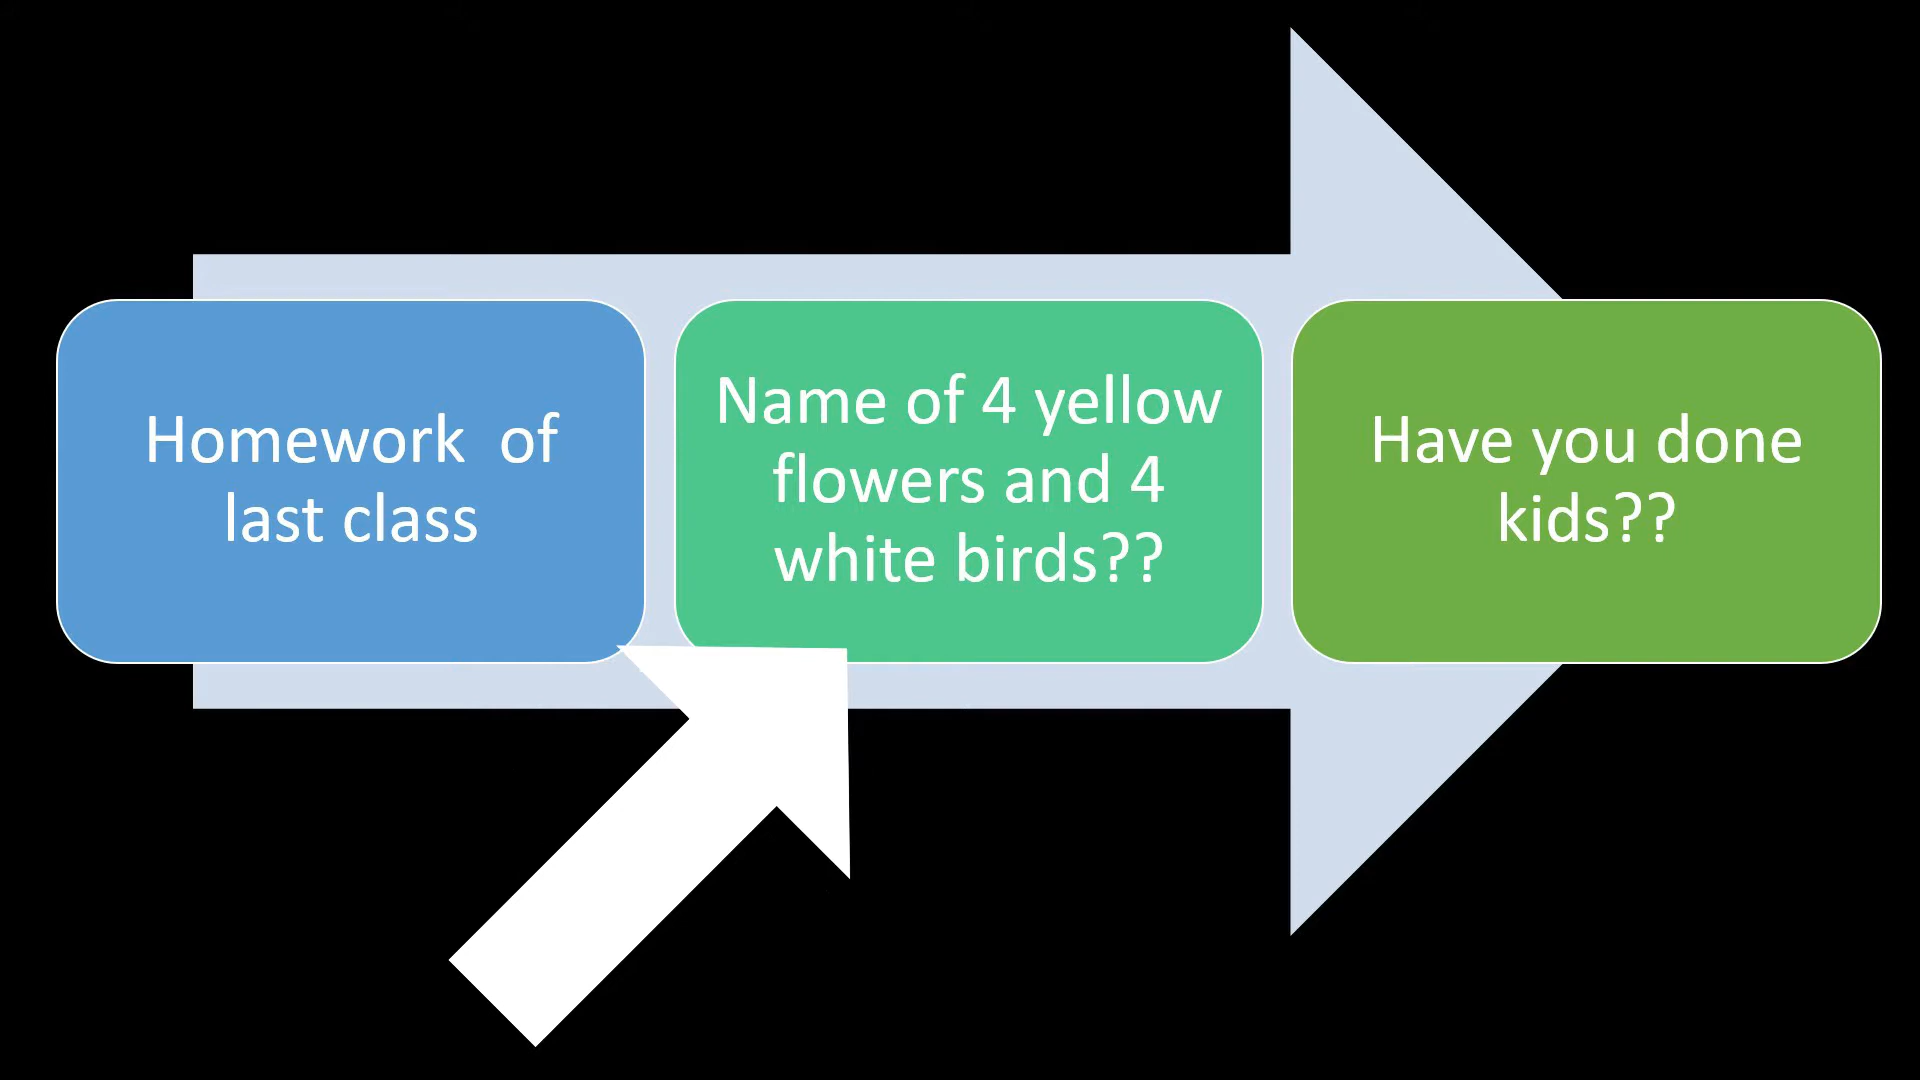 Homework  of
last class
Name of 4 yellow
flowers and 4
white birds??
Have you done
kids??